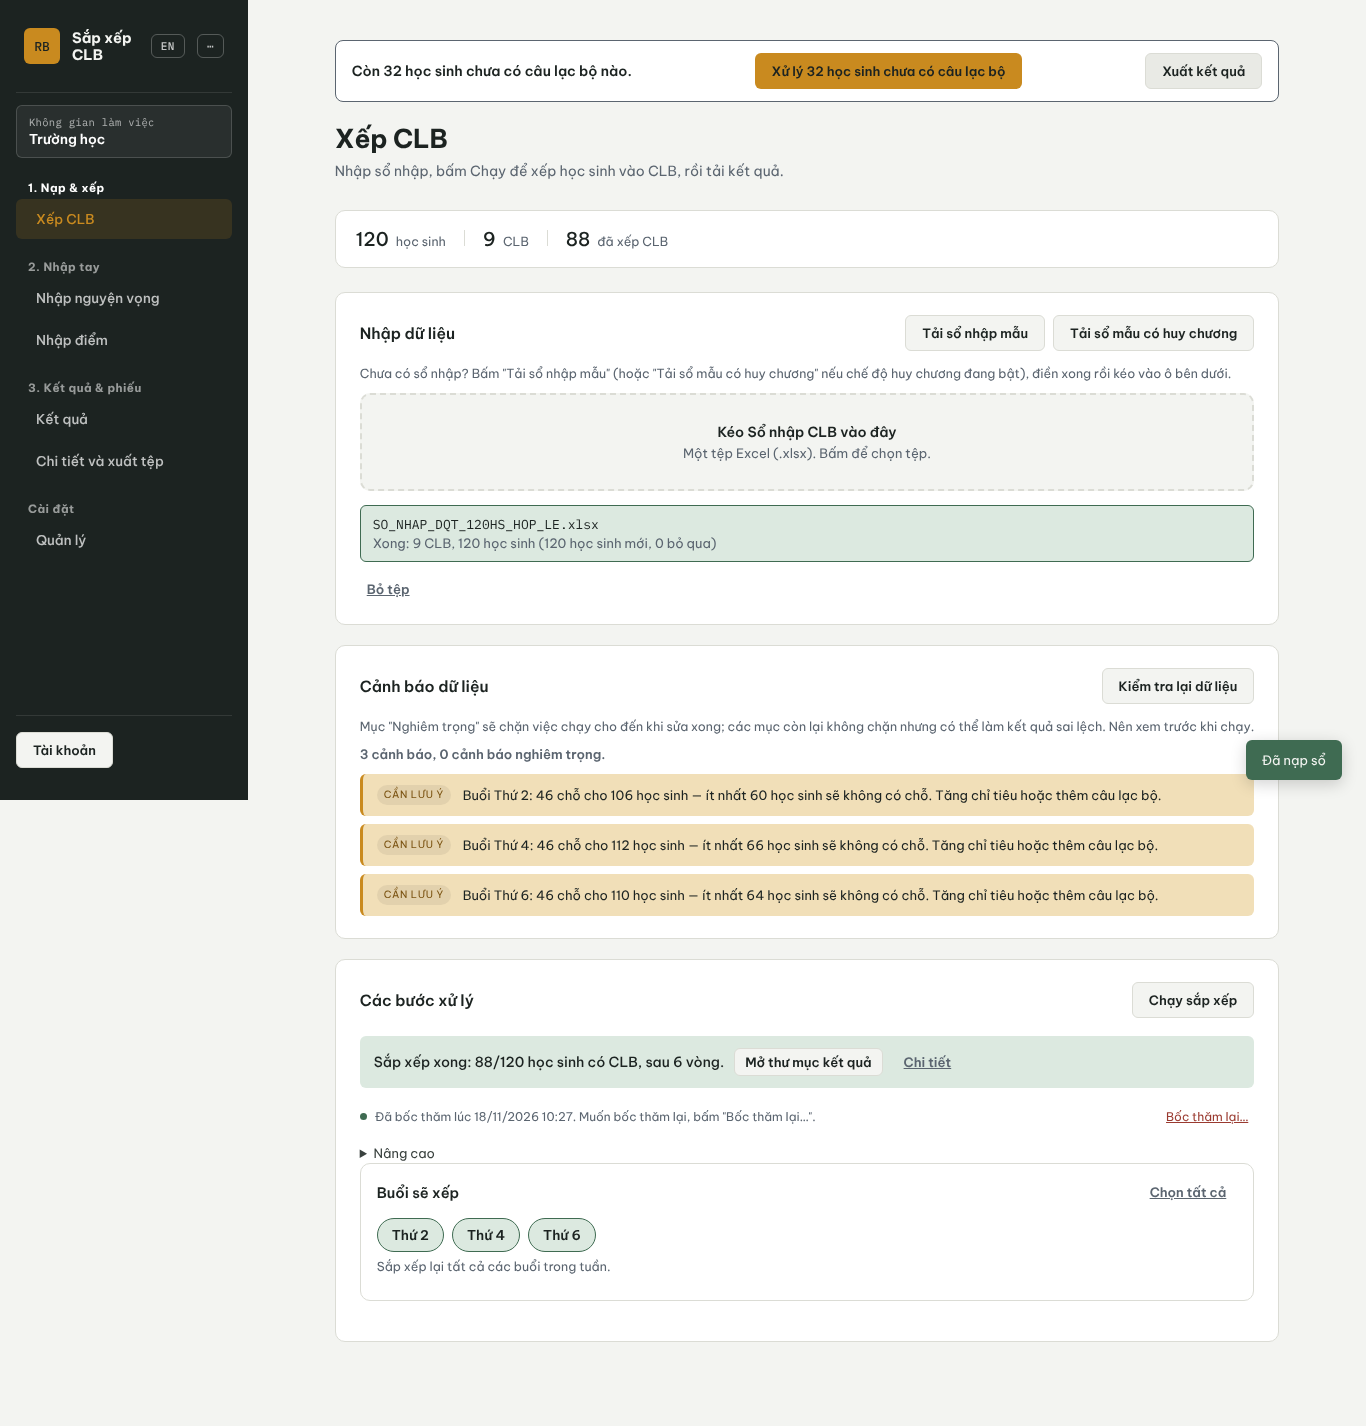 RB
Sắp xếp
CLB
EN
⋯
Không gian làm việc
Trường học
1. Nạp & xếp
Xếp CLB
2. Nhập tay
Nhập nguyện vọng
Nhập điểm
3. Kết quả & phiếu
Kết quả
Chi tiết và xuất tệp
Cài đặt
Quản lý
Tài khoản
Còn 32 học sinh chưa có câu lạc bộ nào.
Xử lý 32 học sinh chưa có câu lạc bộ
Xuất kết quả
Xếp CLB
Nhập sổ nhập, bấm Chạy để xếp học sinh vào CLB, rồi tải kết quả.
120 học sinh 9 CLB 88 đã xếp CLB
Nhập dữ liệu
Tải sổ nhập mẫu
Tải sổ mẫu có huy chương
Chưa có sổ nhập? Bấm "Tải sổ nhập mẫu" (hoặc "Tải sổ mẫu có huy chương" nếu chế độ huy chương đang bật), điền xong rồi kéo vào ô bên dưới.
Kéo Sổ nhập CLB vào đây
Một tệp Excel (.xlsx). Bấm để chọn tệp.
SO_NHAP_DQT_120HS_HOP_LE.xlsx
Xong: 9 CLB, 120 học sinh (120 học sinh mới, 0 bỏ qua)
Bỏ tệp
Cảnh báo dữ liệu
Kiểm tra lại dữ liệu
Mục "Nghiêm trọng" sẽ chặn việc chạy cho đến khi sửa xong; các mục còn lại không chặn nhưng có thể làm kết quả sai lệch. Nên xem trước khi chạy.
3 cảnh báo, 0 cảnh báo nghiêm trọng.
Đã nạp sổ
CẦN LƯU Ý Buổi Thứ 2: 46 chỗ cho 106 học sinh — ít nhất 60 học sinh sẽ không có chỗ. Tăng chỉ tiêu hoặc thêm câu lạc bộ.
CẦN LƯU Ý Buổi Thứ 4: 46 chỗ cho 112 học sinh — ít nhất 66 học sinh sẽ không có chỗ. Tăng chỉ tiêu hoặc thêm câu lạc bộ.
CẦN LƯU Ý Buổi Thứ 6: 46 chỗ cho 110 học sinh — ít nhất 64 học sinh sẽ không có chỗ. Tăng chỉ tiêu hoặc thêm câu lạc bộ.
Các bước xử lý
Chạy sắp xếp
Sắp xếp xong: 88/120 học sinh có CLB, sau 6 vòng. Mở thư mục kết quả Chi tiết
Đã bốc thăm lúc 18/11/2026 10:27. Muốn bốc thăm lại, bấm "Bốc thăm lại…".
Bốc thăm lại…
▶ Nâng cao
Buổi sẽ xếp
Chọn tất cả
Thứ 2 Thứ 4 Thứ 6
Sắp xếp lại tất cả các buổi trong tuần.